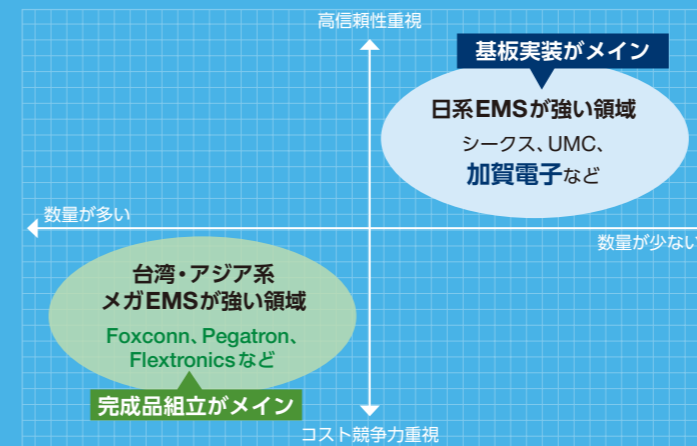 高信頼性重視
基板実装がメイン
日系EMSが強い領域
シークス、UMC、
加賀電子など
数量が多い
数量が少ない
台湾・アジア系
メガEMSが強い領域
Foxconn、Pegatron、
Flextronicsなど
完成品組立がメイン
コスト競争力重視